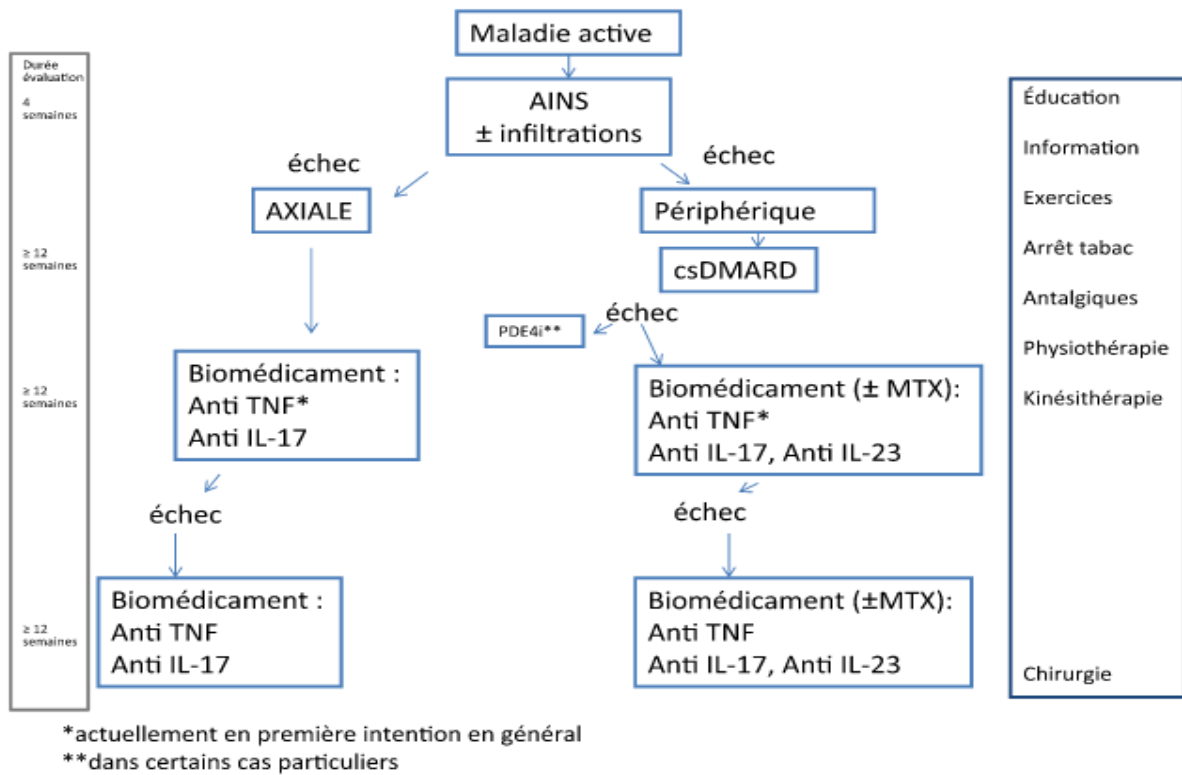 Maladie active
Durée
évaluation
4
semaines
AINS
± infiltrations
échec
échec
AXIALE
Périphérique
≥ 12
semaines
csDMARD
échec
PDE4i**
≥ 12
semaines
Biomédicament :
Anti TNF*
Anti IL-17
Biomédicament (± MTX):
Anti TNF*
Anti IL-17, Anti IL-23
échec
échec
≥ 12
semaines
Biomédicament :
Anti TNF
Anti IL-17
Biomédicament (±MTX):
Anti TNF
Anti IL-17, Anti IL-23
Éducation
Information
Exercices
Arrêt tabac
Antalgiques
Physiothérapie
Kinésithérapie
Chirurgie
*actuellement en première intention en général
**dans certains cas particuliers